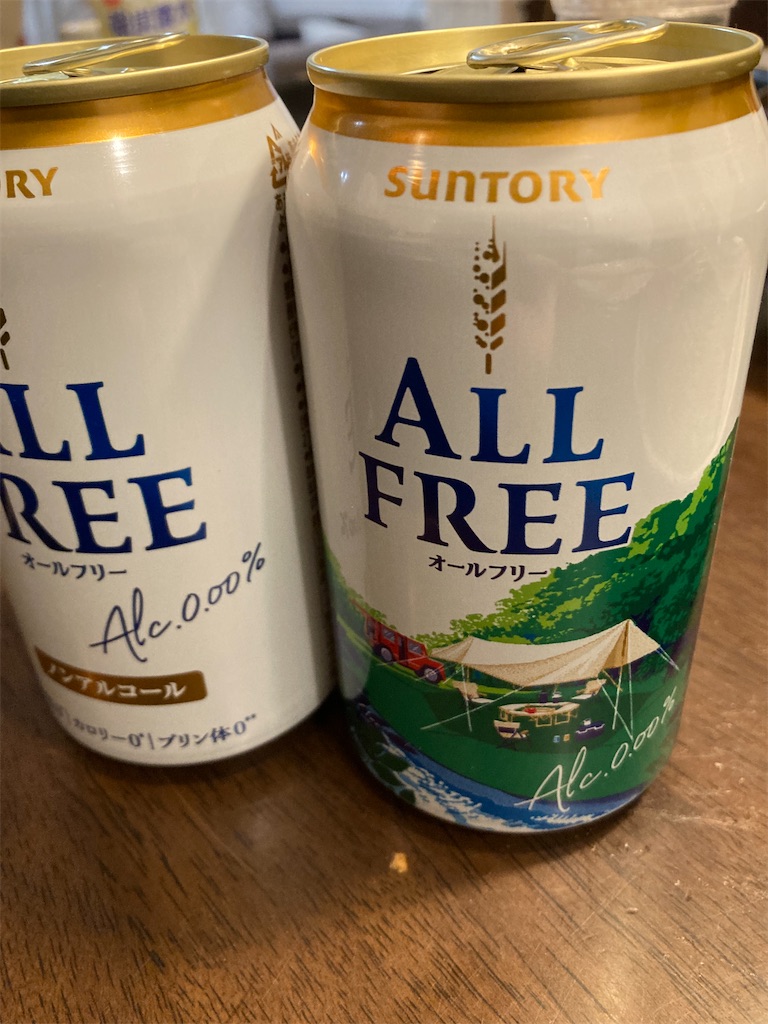 ORY
LL
REE
オールフリー
Alc.0.00%
ノンアルコール
カロリー0*|プリン体0**
SUNTORY
ALL
FREE
オールフリー
Alc.0.00%